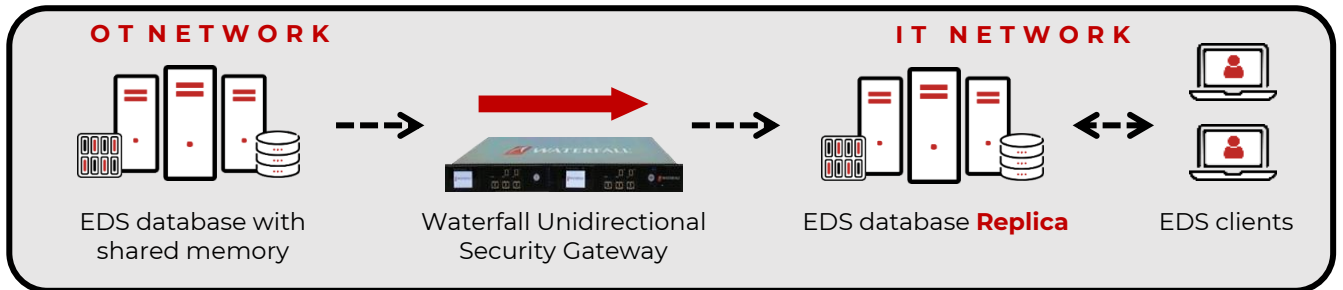 OT NETWORK
IT NETWORK
WATERFALL
EDS database with
shared memory
Waterfall Unidirectional
Security Gateway
EDS database Replica
EDS clients